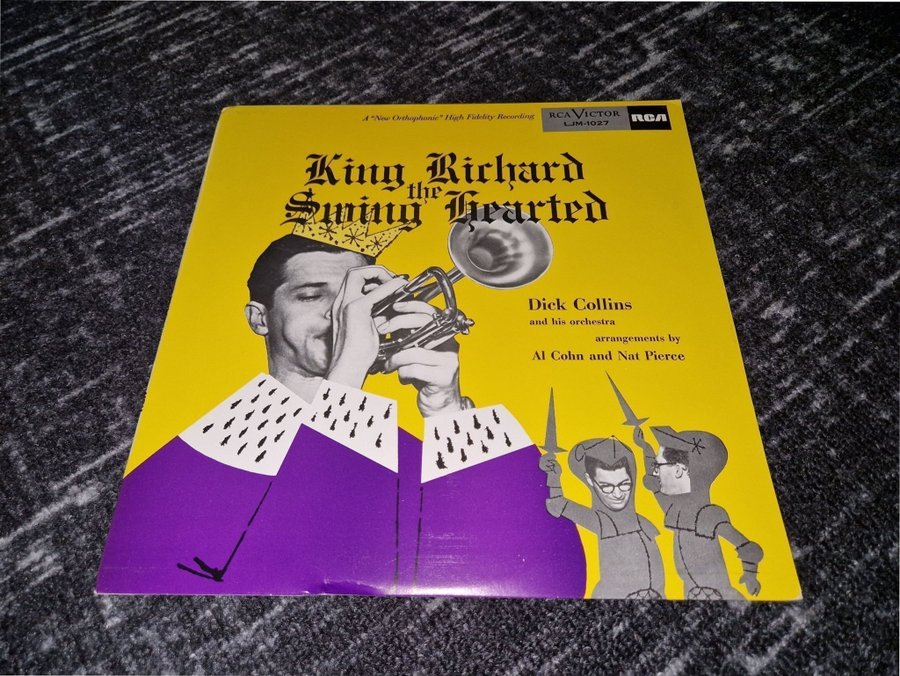 A "New Orthophonic" High Fidelity Recording
RCA VICTOR
LJM-1027
RCA
King Richard
the
Swing Hearted
Dick Collins
and his orchestra
arrangements by
Al Cohn and Nat Pierce